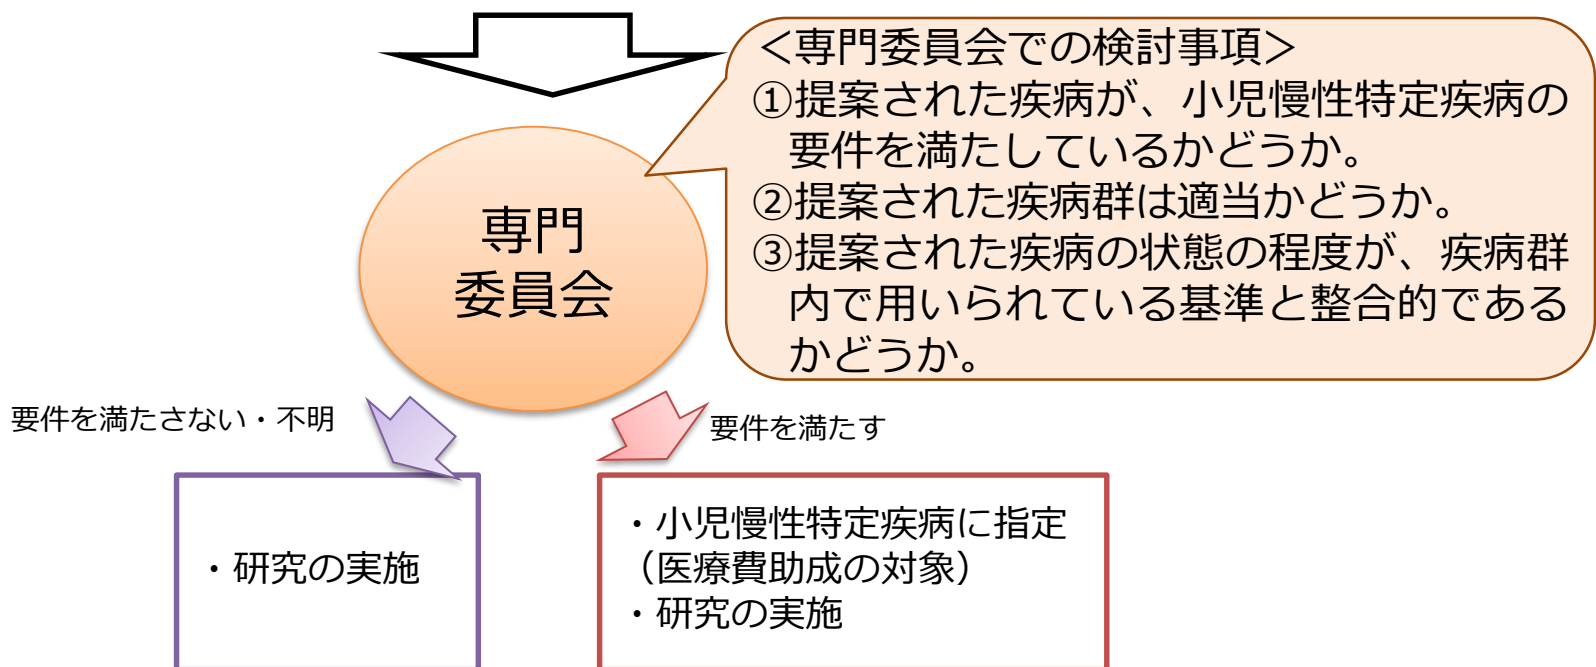 ＜専門委員会での検討事項＞
①提案された疾病が、小児慢性特定疾病の
要件を満たしているかどうか。
②提案された疾病群は適当かどうか。
③提案された疾病の状態の程度が、疾病群
内で用いられている基準と整合的である
かどうか。
専門
委員会
要件を満たさない・不明
要件を満たす
・研究の実施
・小児慢性特定疾病に指定
（医療費助成の対象）
・研究の実施